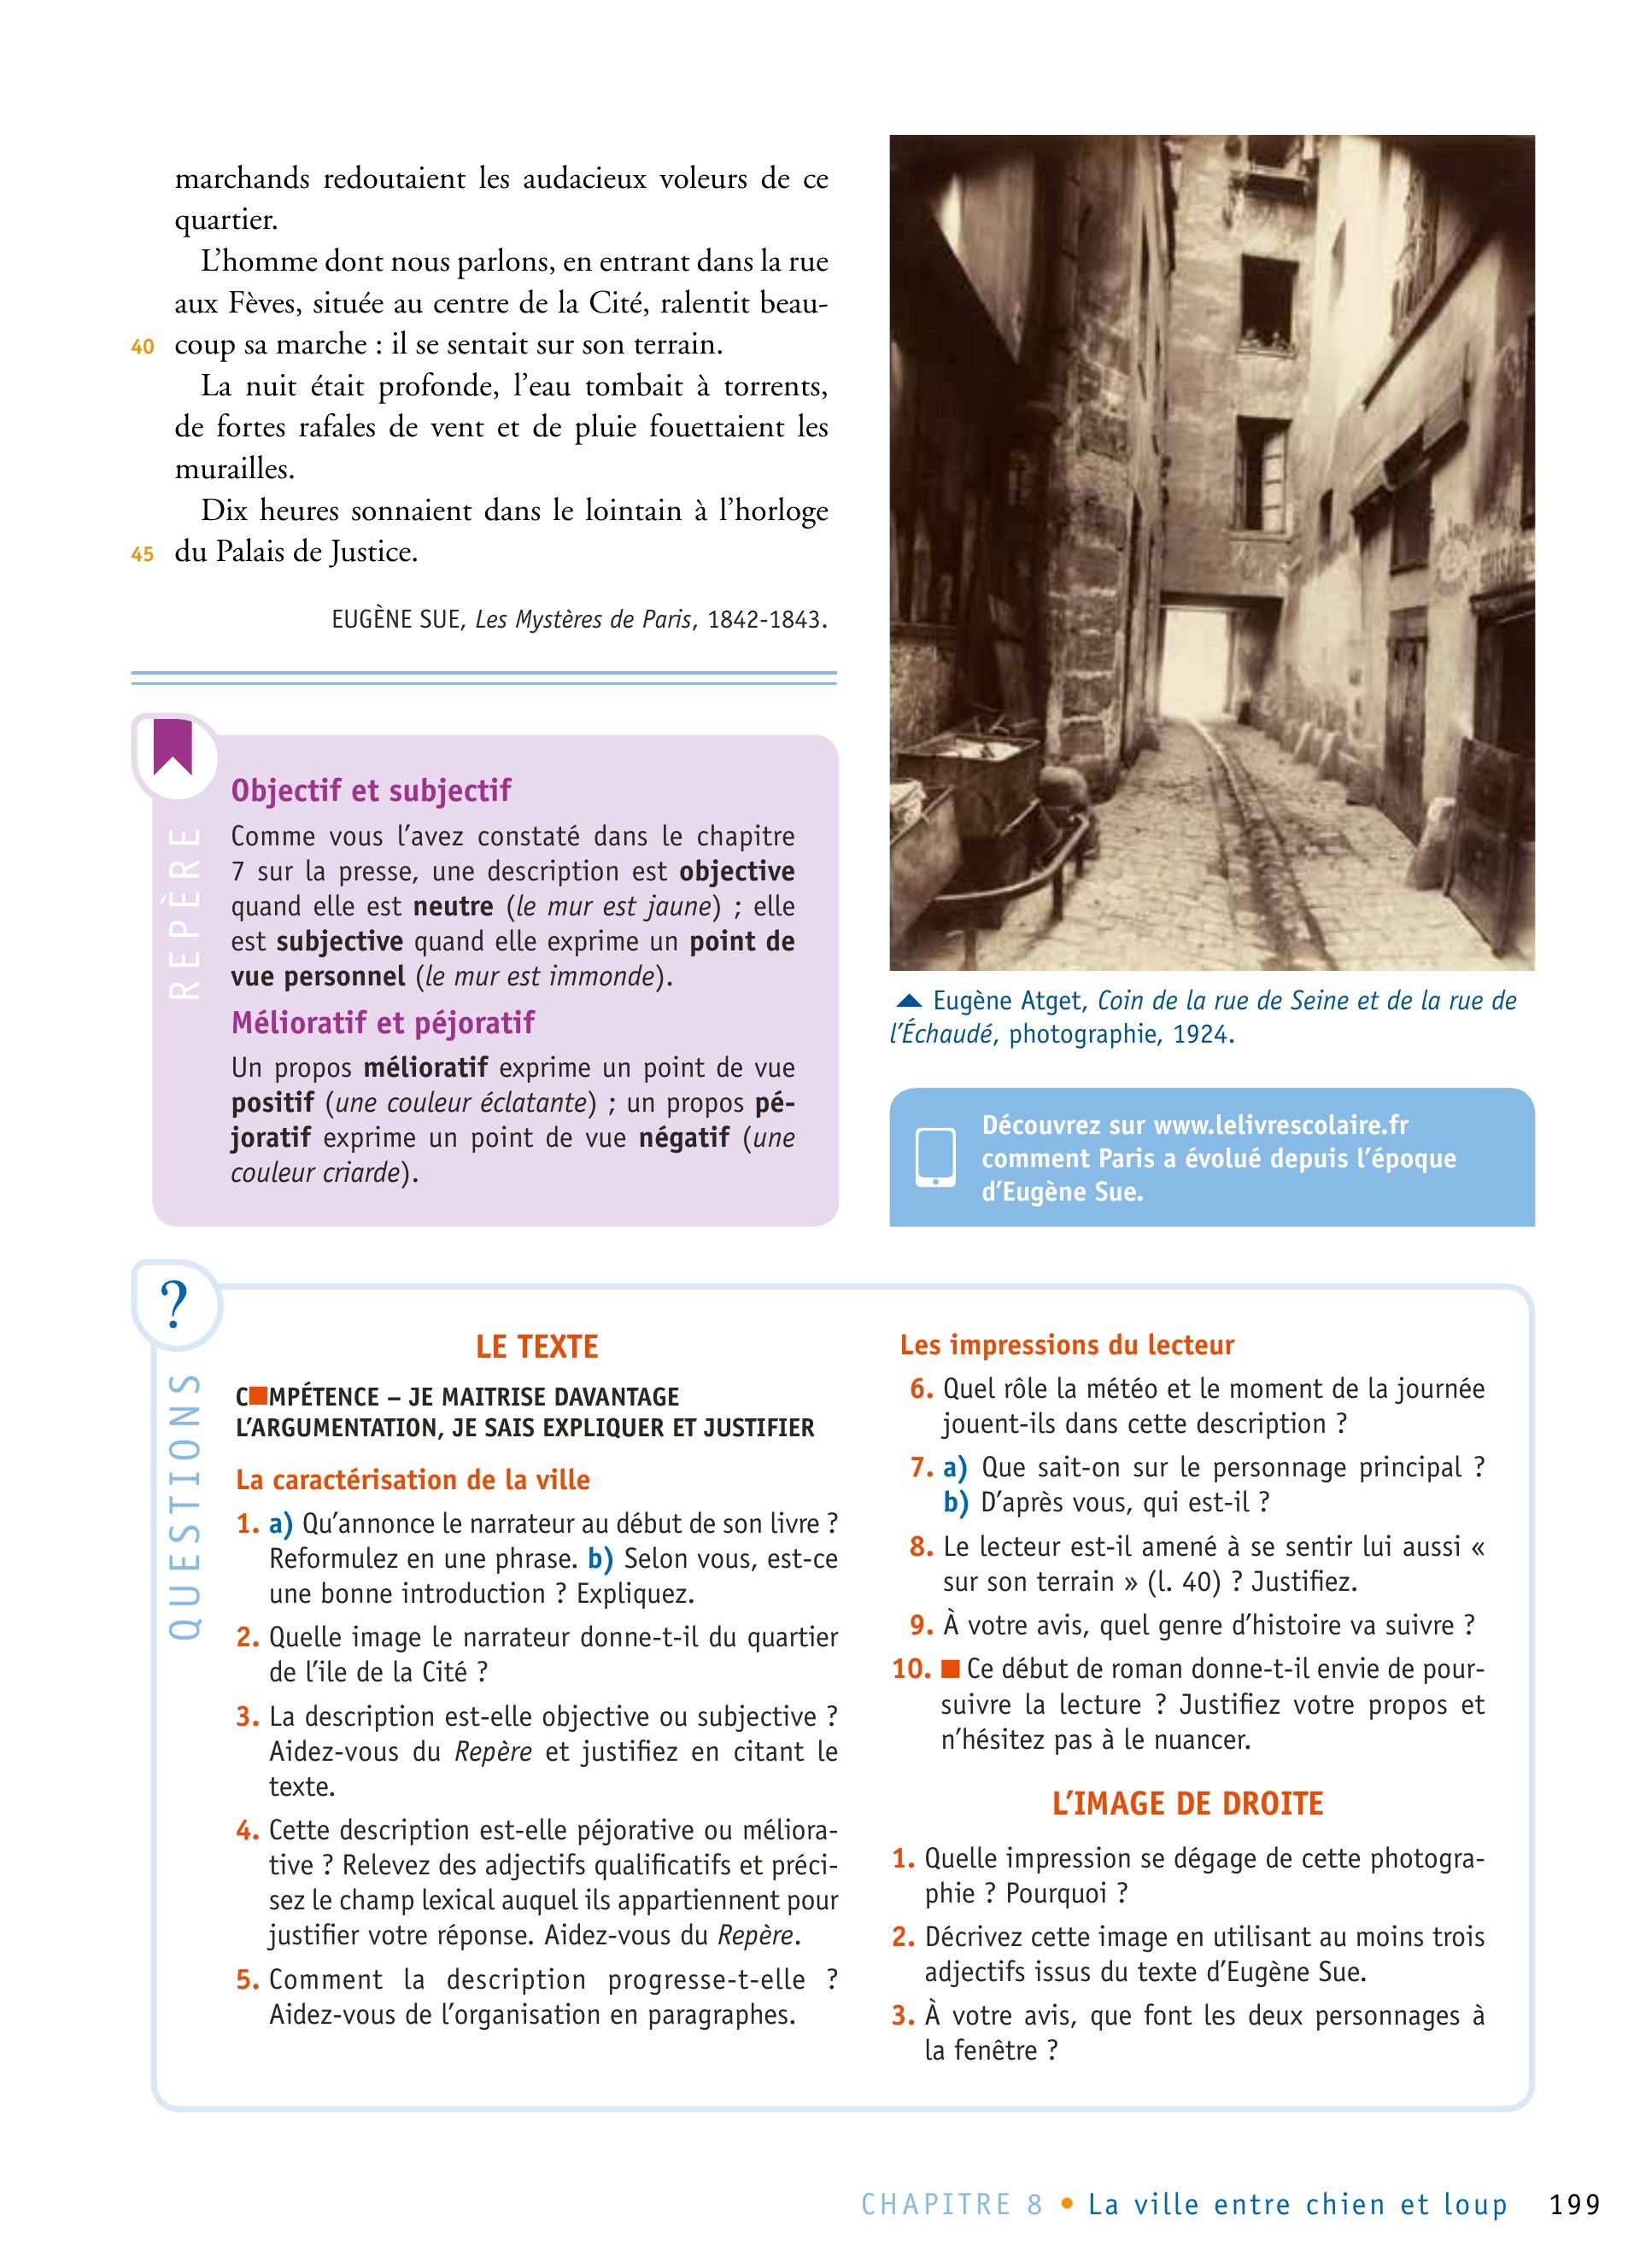 marchands redoutaient les audacieux voleurs de ce
quartier.
L’homme dont nous parlons, en entrant dans la rue
aux Fèves, située au centre de la Cité, ralentit beau-
40 coup sa marche : il se sentait sur son terrain.
La nuit était profonde, l’eau tombait à torrents,
de fortes rafales de vent et de pluie fouettaient les
murailles.
Dix heures sonnaient dans le lointain à l’horloge
45 du Palais de Justice.
EUGÈNE SUE, Les Mystères de Paris, 1842-1843.
REPÈRE
Objectif et subjectif
Comme vous l’avez constaté dans le chapitre
7 sur la presse, une description est objective
quand elle est neutre (le mur est jaune) ; elle
est subjective quand elle exprime un point de
vue personnel (le mur est immonde).
Mélioratif et péjoratif
Un propos mélioratif exprime un point de vue
positif (une couleur éclatante) ; un propos pé-
joratif exprime un point de vue négatif (une
couleur criarde).
Eugène Atget, Coin de la rue de Seine et de la rue de
l’Échaudé, photographie, 1924.
Découvrez sur www.lelivrescolaire.fr
comment Paris a évolué depuis l’époque
d’Eugène Sue.
?
QUESTIONS
LE TEXTE
C■MPÉTENCE – JE MAITRISE DAVANTAGE
L’ARGUMENTATION, JE SAIS EXPLIQUER ET JUSTIFIER
La caractérisation de la ville
1. a) Qu’annonce le narrateur au début de son livre ?
Reformulez en une phrase. b) Selon vous, est-ce
une bonne introduction ? Expliquez.
2. Quelle image le narrateur donne-t-il du quartier
de l’ile de la Cité ?
3. La description est-elle objective ou subjective ?
Aidez-vous du Repère et justifiez en citant le
texte.
4. Cette description est-elle péjorative ou méliora-
tive ? Relevez des adjectifs qualificatifs et préci-
sez le champ lexical auquel ils appartiennent pour
justifier votre réponse. Aidez-vous du Repère.
5. Comment la description progresse-t-elle ?
Aidez-vous de l’organisation en paragraphes.
Les impressions du lecteur
6. Quel rôle la météo et le moment de la journée
jouent-ils dans cette description ?
7. a) Que sait-on sur le personnage principal ?
b) D’après vous, qui est-il ?
8. Le lecteur est-il amené à se sentir lui aussi «
sur son terrain » (l. 40) ? Justifiez.
9. À votre avis, quel genre d’histoire va suivre ?
10. ■ Ce début de roman donne-t-il envie de pour-
suivre la lecture ? Justifiez votre propos et
n’hésitez pas à le nuancer.
L’IMAGE DE DROITE
1. Quelle impression se dégage de cette photogra-
phie ? Pourquoi ?
2. Décrivez cette image en utilisant au moins trois
adjectifs issus du texte d’Eugène Sue.
3. À votre avis, que font les deux personnages à
la fenêtre ?
CHAPITRE 8 • La ville entre chien et loup 199